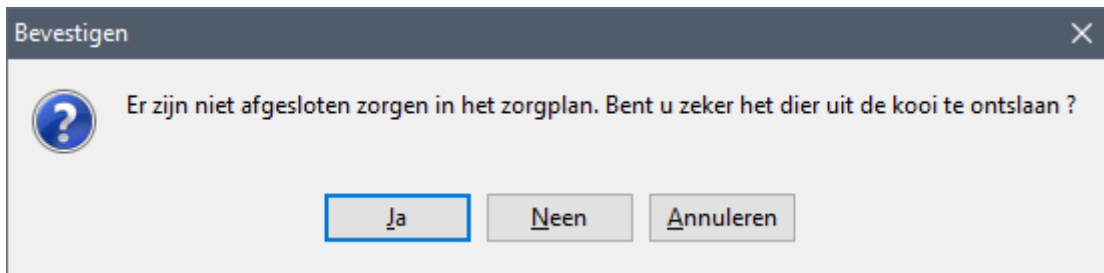 Bevestigen
Er zijn niet afgesloten zorgen in het zorgplan. Bent u zeker het dier uit de kooi te ontslaan ?
Ja Neen Annuleren